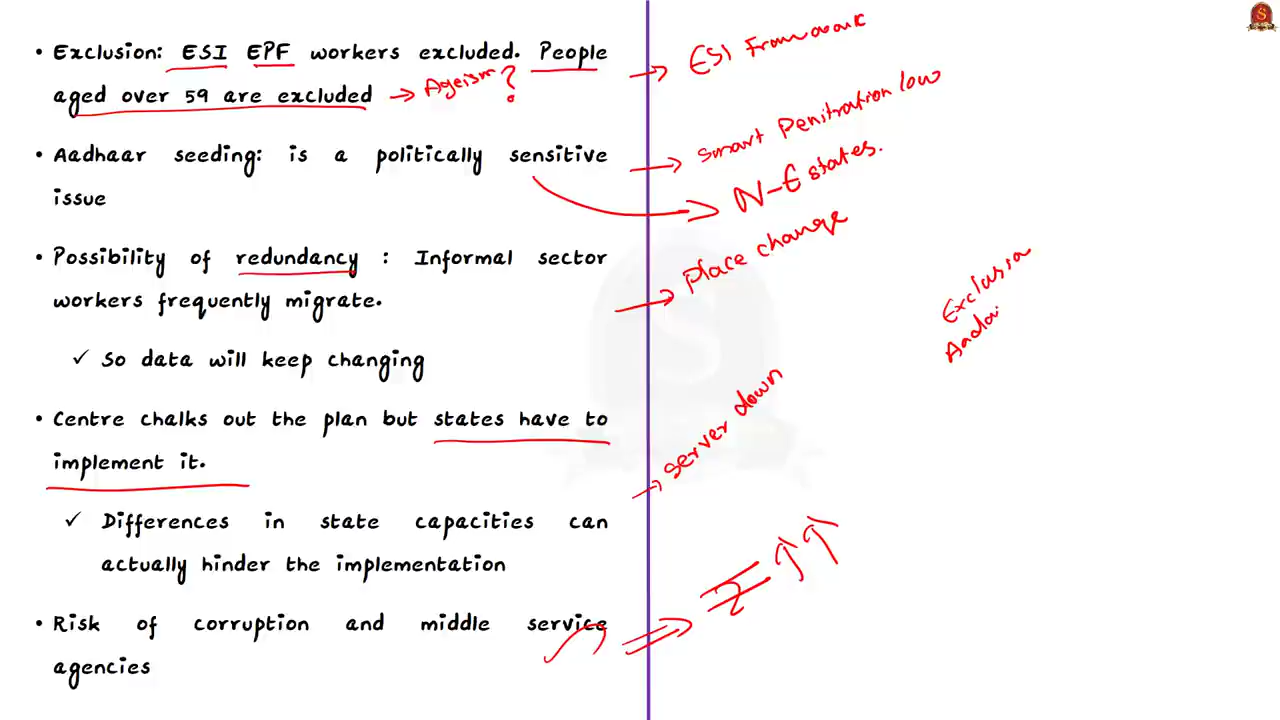 • Exclusion: ESI EPF workers excluded. People
aged over 59 are excluded → Ageism ?
• Aadhaar seeding: is a politically sensitive
issue
• Possibility of redundancy : Informal sector
workers frequently migrate.
✓ So data will keep changing
• Centre chalks out the plan but states have to
implement it.
✓ Differences in state capacities can
actually hinder the implementation
• Risk of corruption and middle service
agencies
→ ESI Framework
→ Smart Penitration low
N-E states.
→ Place change
→ server down
Exclusion
Aada
S